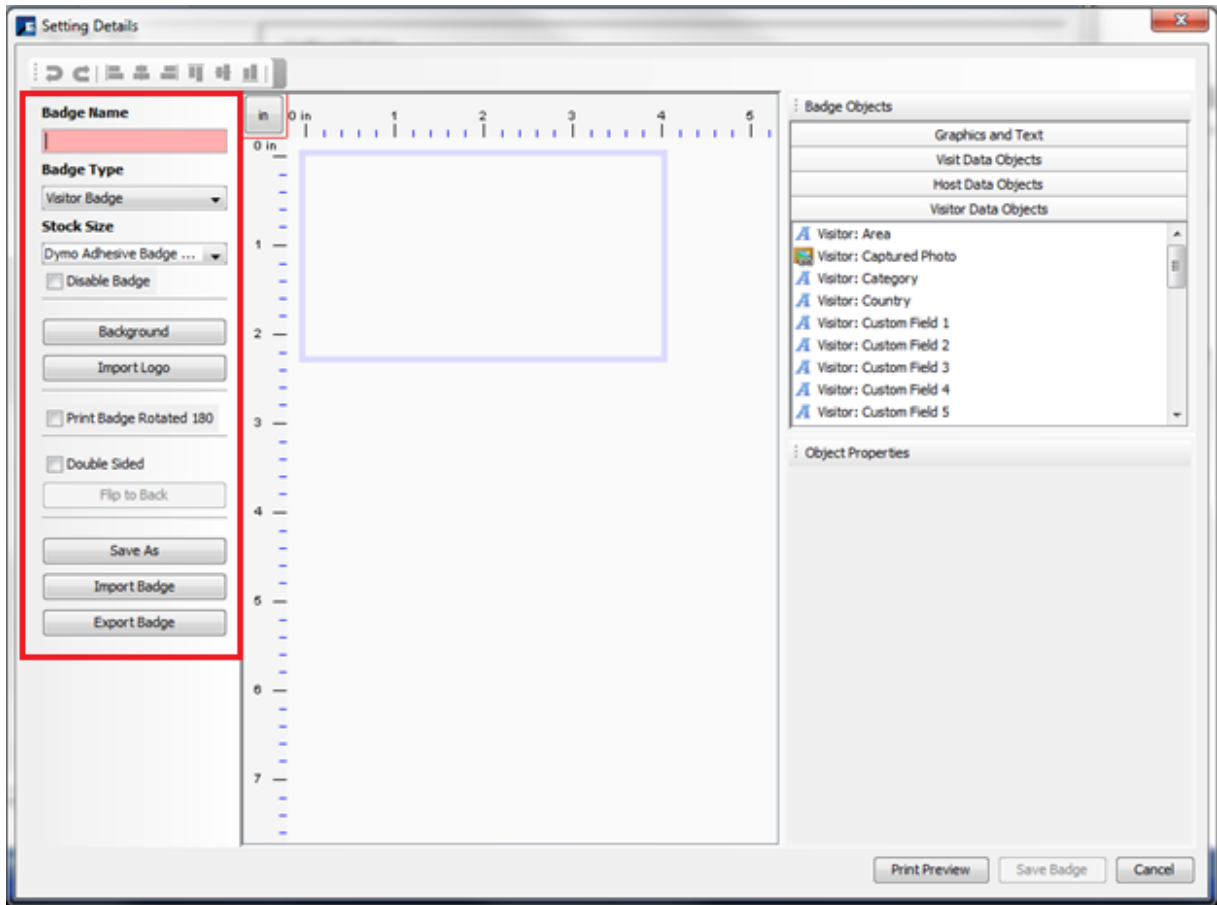 Setting Details
Badge Name
Badge Type
Visitor Badge
Stock Size
Dymo Adhesive Badge ...
Disable Badge
Background
Import Logo
Print Badge Rotated 180
Double Sided
Flip to Back
Save As
Import Badge
Export Badge
in
0 in 1 2 3 4 5
0 in
1
2
3
4
5
6
7
Badge Objects
Graphics and Text
Visit Data Objects
Host Data Objects
Visitor Data Objects
Visitor: Area
Visitor: Captured Photo
Visitor: Category
Visitor: Country
Visitor: Custom Field 1
Visitor: Custom Field 2
Visitor: Custom Field 3
Visitor: Custom Field 4
Visitor: Custom Field 5
Object Properties
Print Preview Save Badge Cancel